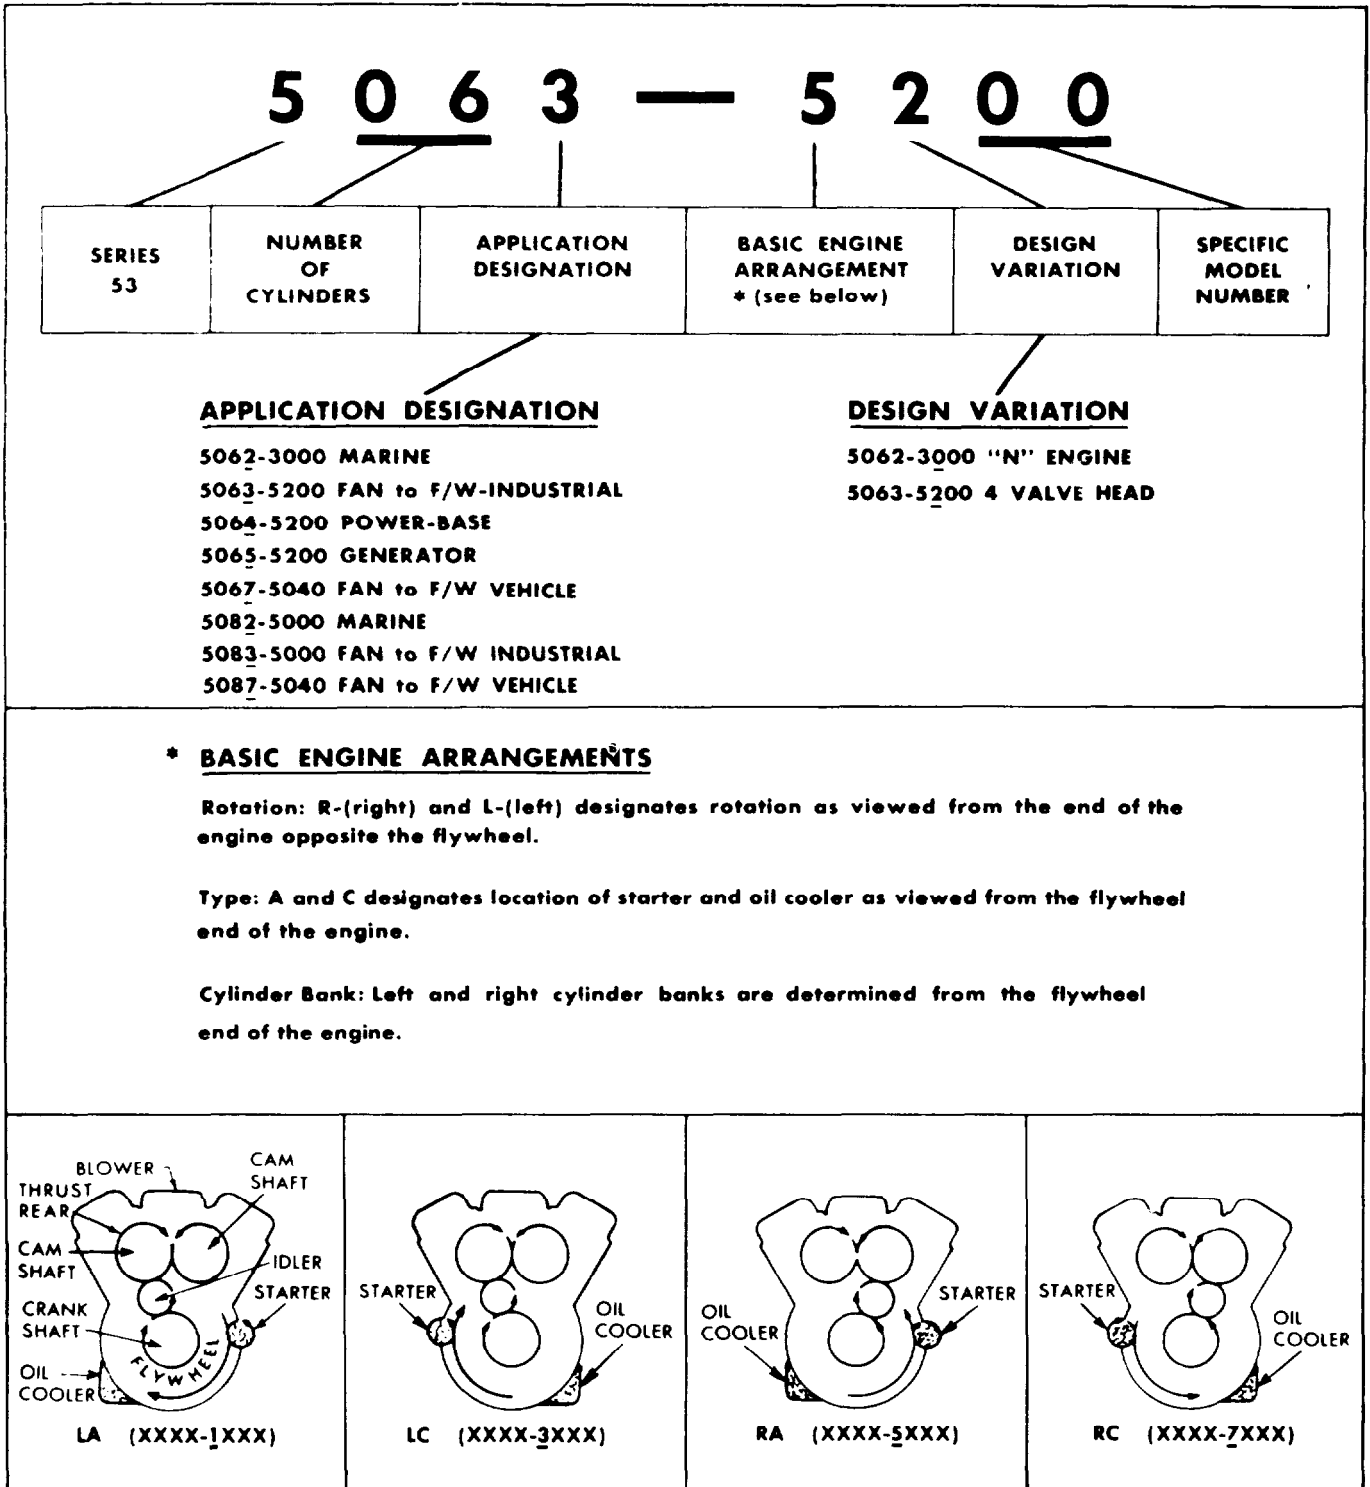 5 0 6 3 — 5 2 0 0
SERIES
53
NUMBER
OF
CYLINDERS
APPLICATION
DESIGNATION
BASIC ENGINE
ARRANGEMENT
* (see below)
DESIGN
VARIATION
SPECIFIC
MODEL
NUMBER
APPLICATION DESIGNATION
5062-3000 MARINE
5063-5200 FAN to F/W-INDUSTRIAL
5064-5200 POWER-BASE
5065-5200 GENERATOR
5067-5040 FAN to F/W VEHICLE
5082-5000 MARINE
5083-5000 FAN to F/W INDUSTRIAL
5087-5040 FAN to F/W VEHICLE
DESIGN VARIATION
5062-3000 "N" ENGINE
5063-5200 4 VALVE HEAD
* BASIC ENGINE ARRANGEMENTS
Rotation: R-(right) and L-(left) designates rotation as viewed from the end of the
engine opposite the flywheel.
Type: A and C designates location of starter and oil cooler as viewed from the flywheel
end of the engine.
Cylinder Bank: Left and right cylinder banks are determined from the flywheel
end of the engine.
BLOWER
CAM
SHAFT
THRUST
REAR
CAM
SHAFT
IDLER
STARTER
CRANK
SHAFT
FLYWHEEL
OIL
COOLER
LA (XXXX-1XXX)
STARTER
OIL
COOLER
LC (XXXX-3XXX)
OIL
COOLER
STARTER
RA (XXXX-5XXX)
STARTER
OIL
COOLER
RC (XXXX-7XXX)